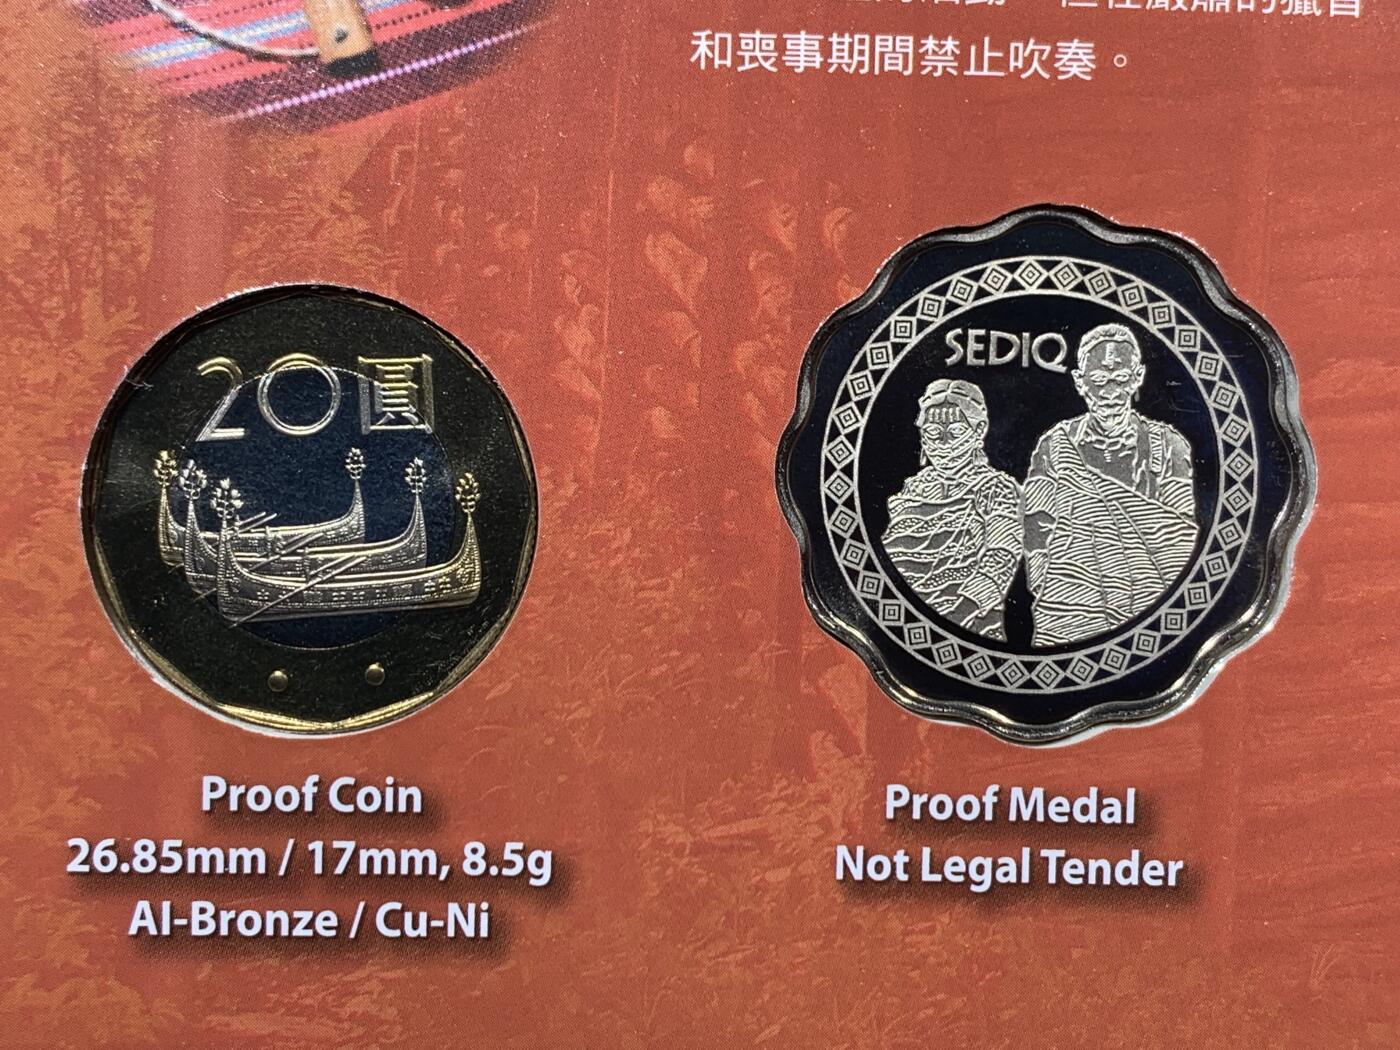 和喪事期間禁止吹奏。
20圓
SEDIQ
Proof Coin
26.85mm / 17mm, 8.5g
Al-Bronze / Cu-Ni
Proof Medal
Not Legal Tender